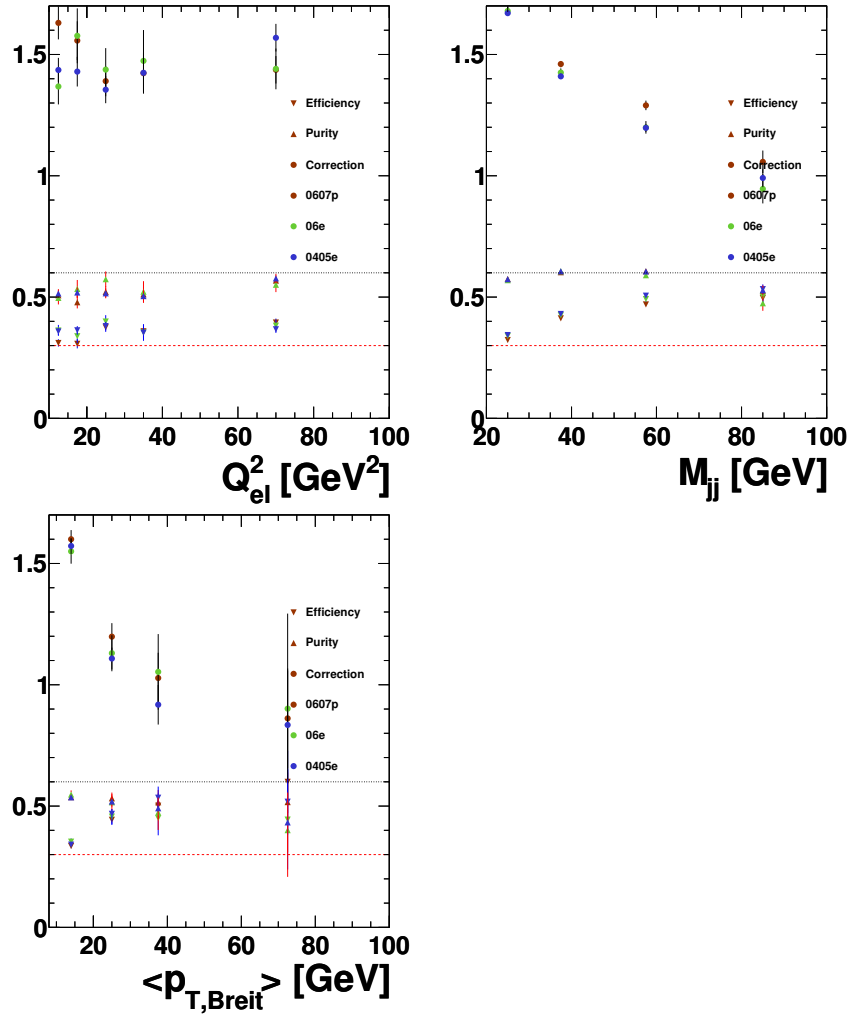 1.5
1
0.5
0
20 40 60 80 100
Q²el [GeV²]
Efficiency
Purity
Correction
0607p
06e
0405e
1.5
1
0.5
0
20 40 60 80 100
Mjj [GeV]
Efficiency
Purity
Correction
0607p
06e
0405e
1.5
1
0.5
0
20 40 60 80 100
<pT,Breit> [GeV]
Efficiency
Purity
Correction
0607p
06e
0405e